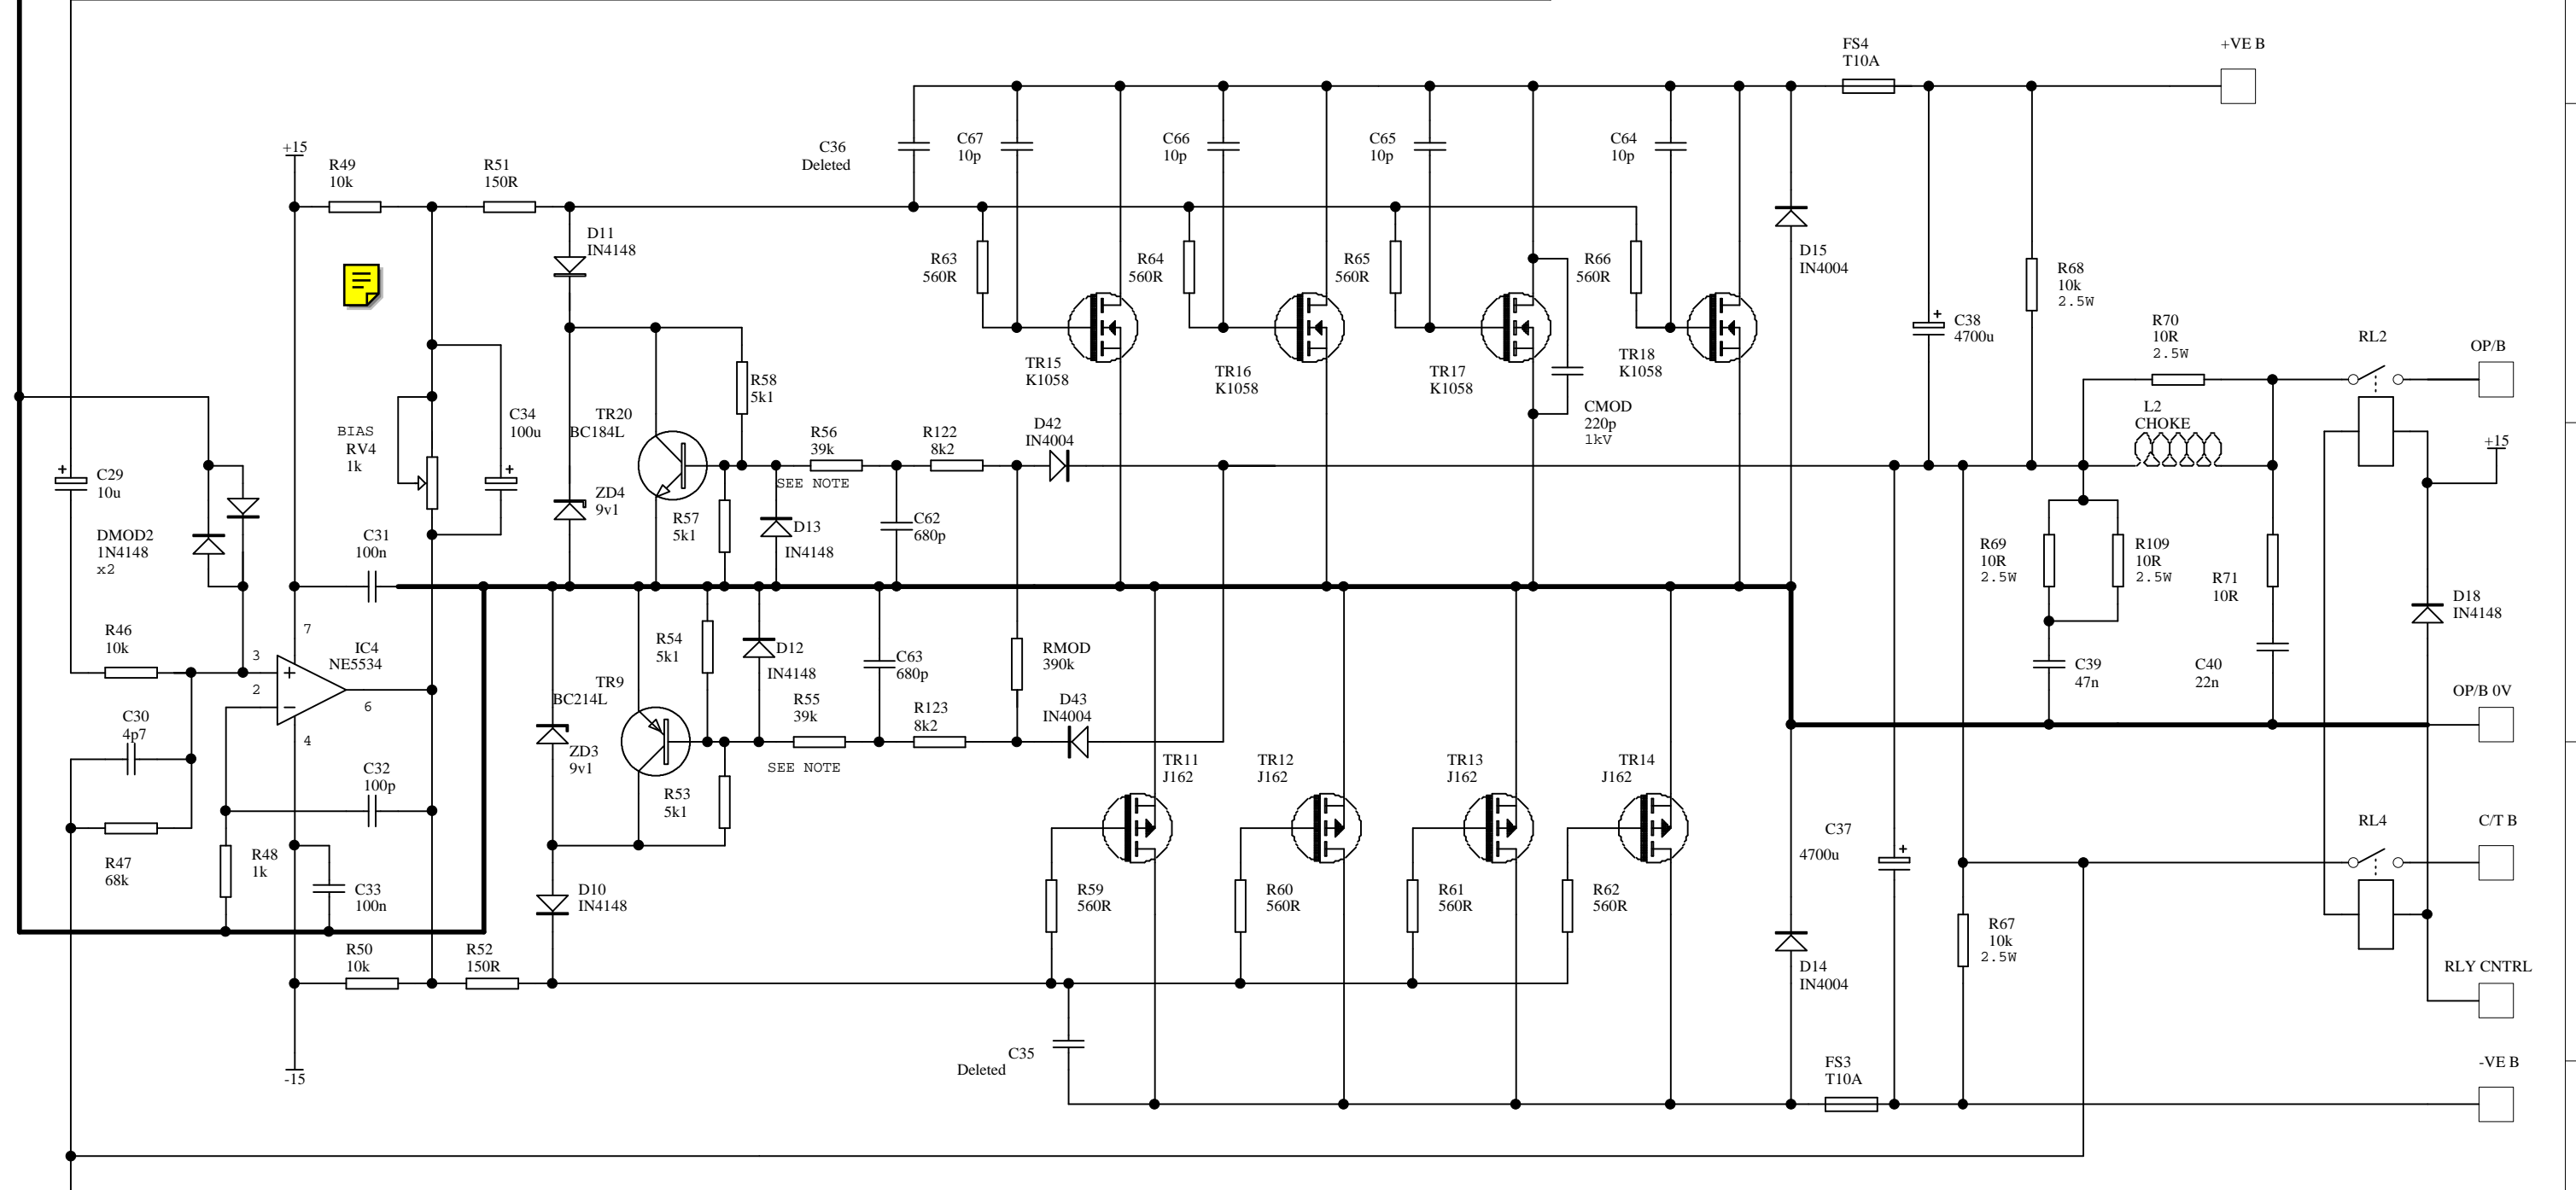 FS4
T10A
+VE B
C36
Deleted
C67
10p
C66
10p
C65
10p
C64
10p
+15
R49
10k
R51
150R
D11
IN4148
R63
560R
R64
560R
R65
560R
R66
560R
D15
IN4004
R68
10k
2.5W
C38
4700u
R70
10R
2.5W
RL2
OP/B
TR15
K1058
TR16
K1058
TR17
K1058
TR18
K1058
R58
5k1
CMOD
220p
1kV
L2
CHOKE
+15
BIAS
RV4
1k
C34
100u
TR20
BC184L
R56
39k
R122
8k2
D42
IN4004
SEE NOTE
C29
10u
ZD4
9v1
R57
5k1
D13
IN4148
C62
680p
DMOD2
1N4148
x2
C31
100n
R69
10R
2.5W
R109
10R
2.5W
R71
10R
D18
IN4148
R46
10k
7
3
2
6
4
IC4
NE5534
R54
5k1
D12
IN4148
C63
680p
RMOD
390k
C39
47n
C40
22n
OP/B 0V
TR9
BC214L
R55
39k
R123
8k2
D43
IN4004
C30
4p7
ZD3
9v1
SEE NOTE
C32
100p
R53
5k1
TR11
J162
TR12
J162
TR13
J162
TR14
J162
C37
4700u
RL4
C/T B
R47
68k
R48
1k
C33
100n
D10
IN4148
R59
560R
R60
560R
R61
560R
R62
560R
R67
10k
2.5W
R50
10k
R52
150R
D14
IN4004
RLY CNTRL
C35
Deleted
-15
FS3
T10A
-VE B